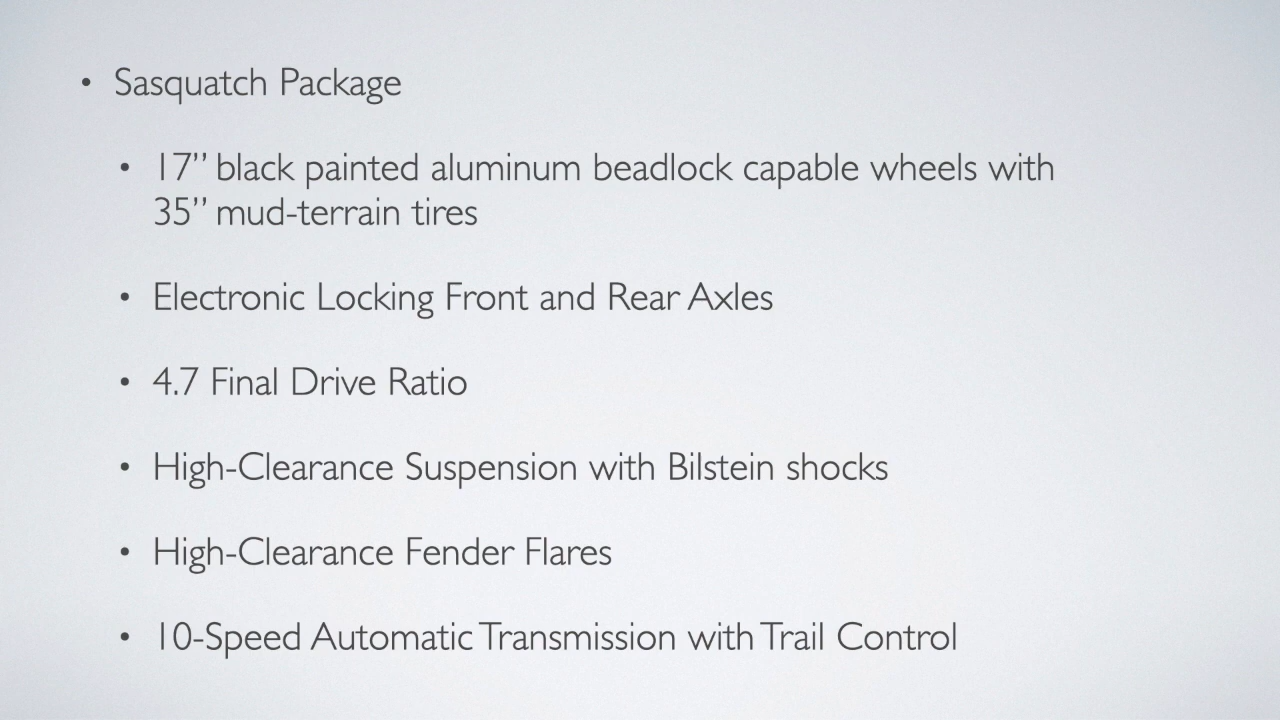 • Sasquatch Package
• 17” black painted aluminum beadlock capable wheels with
35” mud-terrain tires
• Electronic Locking Front and Rear Axles
• 4.7 Final Drive Ratio
• High-Clearance Suspension with Bilstein shocks
• High-Clearance Fender Flares
• 10-Speed Automatic Transmission with Trail Control